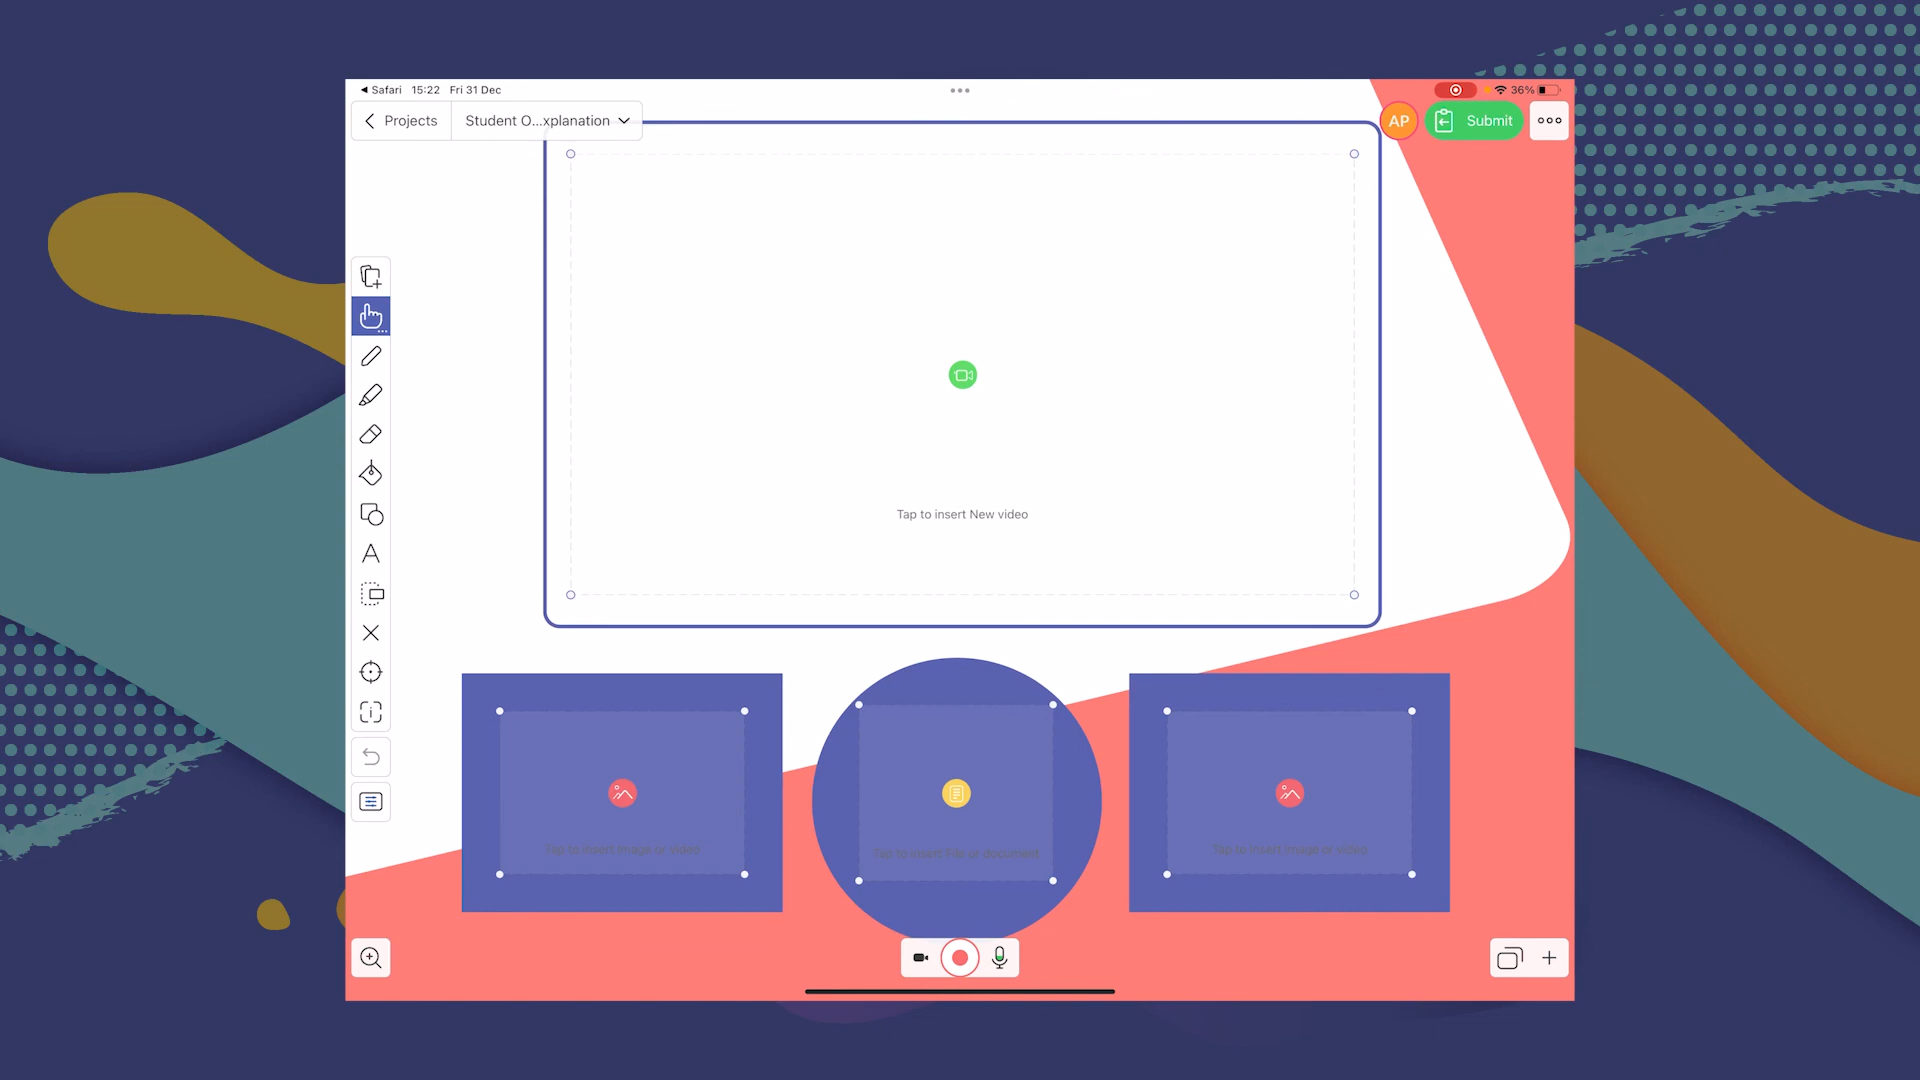 ◀ Safari 15:22 Fri 31 Dec
36%
Projects
Student O...xplanation
AP
Submit
A
Tap to insert New video
Tap to insert Image or video
Tap to insert File or document
Tap to insert Image or video